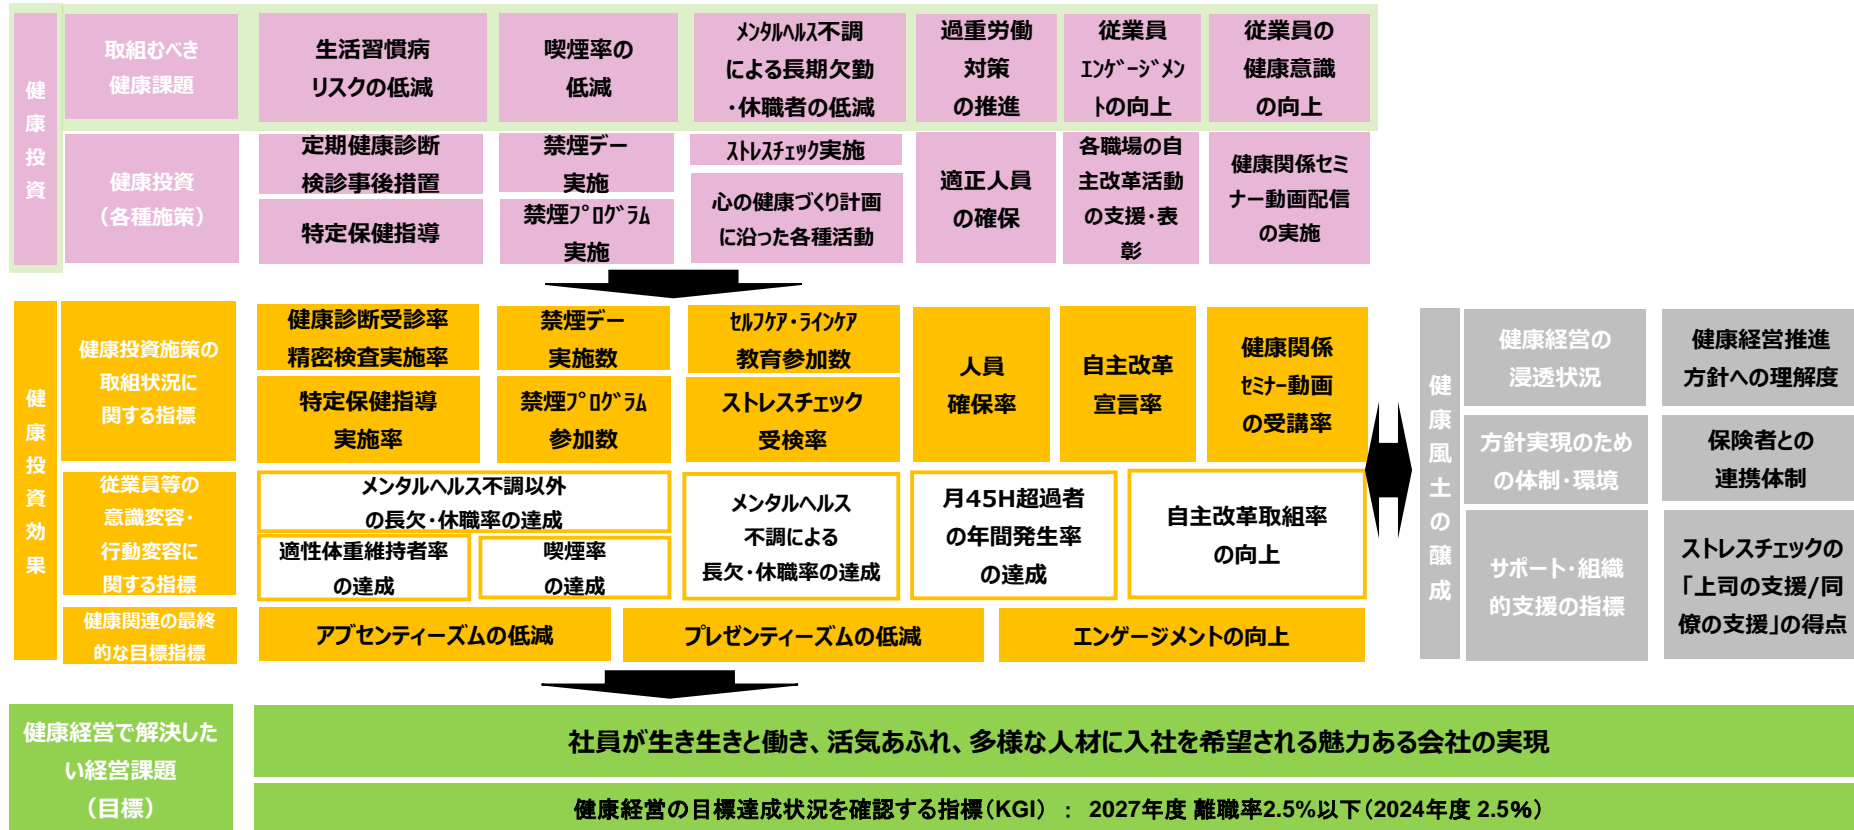 健
康
投
資
取組むべき
健康課題
生活習慣病
リスクの低減
喫煙率の
低減
ﾒﾝﾀﾙﾍﾙｽ不調
による長期欠勤
・休職者の低減
過重労働
対策
の推進
従業員
ｴﾝｹﾞｰｼﾞﾒﾝ
ﾄの向上
従業員の
健康意識
の向上
健康投資
（各種施策）
定期健康診断
検診事後措置
特定保健指導
禁煙デー
実施
禁煙ﾌﾟﾛｸﾞﾗﾑ
実施
ｽﾄﾚｽﾁｪｯｸ実施
心の健康づくり計画
に沿った各種活動
適正人員
の確保
各職場の自
主改革活動
の支援・表
彰
健康関係セミ
ナー動画配信
の実施
健
康
投
資
効
果
健康投資施策の
取組状況に
関する指標
健康診断受診率
精密検査実施率
特定保健指導
実施率
禁煙デー
実施数
禁煙ﾌﾟﾛｸﾞﾗﾑ
参加数
ｾﾙﾌｹｱ・ﾗｲﾝｹｱ
教育参加数
ストレスチェック
受検率
人員
確保率
自主改革
宣言率
健康関係
ｾﾐﾅｰ動画
の受講率
従業員等の
意識変容・
行動変容に
関する指標
メンタルヘルス不調以外
の長欠・休職率の達成
適性体重維持者率
の達成
喫煙率
の達成
メンタルヘルス
不調による
長欠・休職率の達成
月45H超過者
の年間発生率
の達成
自主改革取組率
の向上
健康関連の最終
的な目標指標
アブセンティーズムの低減
プレゼンティーズムの低減
エンゲージメントの向上
健
康
風
土
の
醸
成
健康経営の
浸透状況
健康経営推進
方針への理解度
方針実現のため
の体制・環境
保険者との
連携体制
サポート・組織
的支援の指標
ストレスチェックの
「上司の支援/同
僚の支援」の得点
健康経営で解決した
い経営課題
（目標）
社員が生き生きと働き、活気あふれ、多様な人材に入社を希望される魅力ある会社の実現
健康経営の目標達成状況を確認する指標（KGI） ： 2027年度 離職率2.5%以下（2024年度 2.5%）